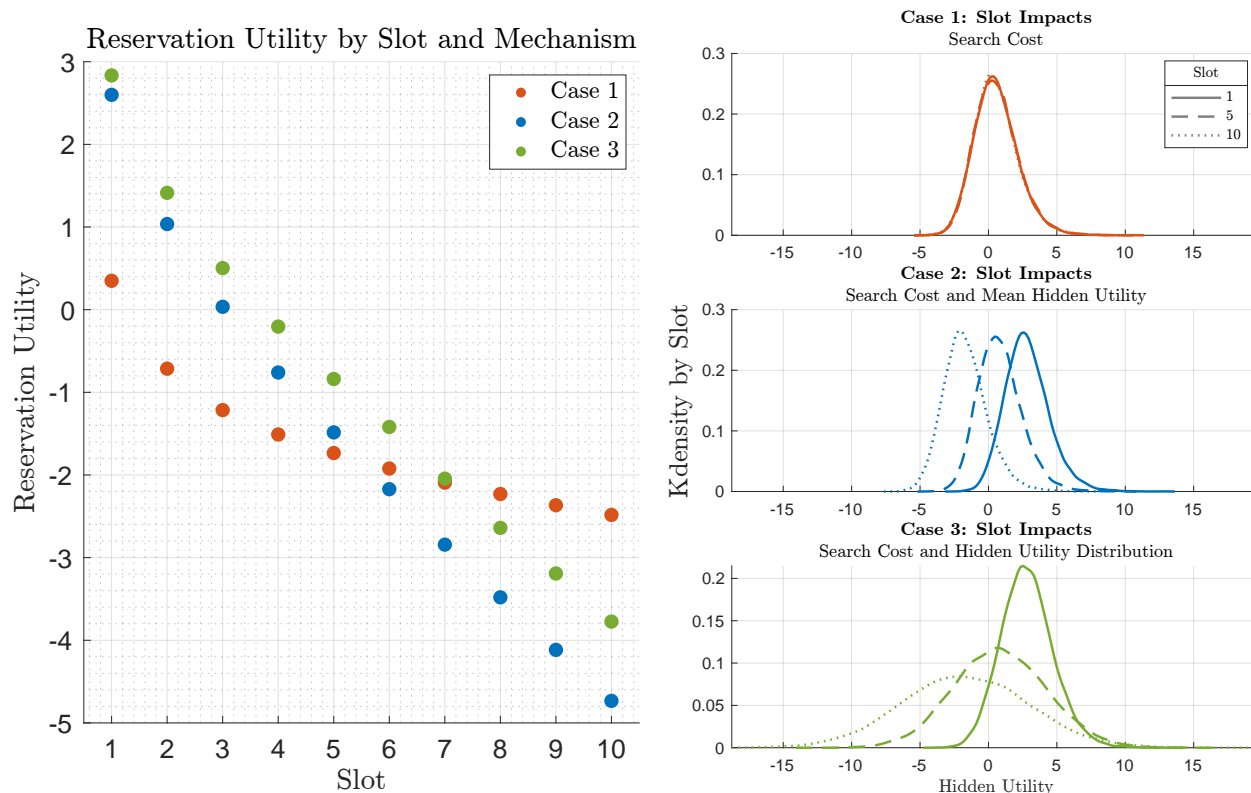 Reservation Utility by Slot and Mechanism
3
2
1
0
-1
-2
-3
-4
-5
Reservation Utility
Case 1
Case 2
Case 3
1 2 3 4 5 6 7 8 9 10
Slot
Kdensity by Slot
Case 1: Slot Impacts
Search Cost
0.3
0.2
0.1
0
Slot
1
5
10
-15 -10 -5 0 5 10 15
Case 2: Slot Impacts
Search Cost and Mean Hidden Utility
0.3
0.2
0.1
0
-15 -10 -5 0 5 10 15
Case 3: Slot Impacts
Search Cost and Hidden Utility Distribution
0.2
0.15
0.1
0.05
0
-15 -10 -5 0 5 10 15
Hidden Utility